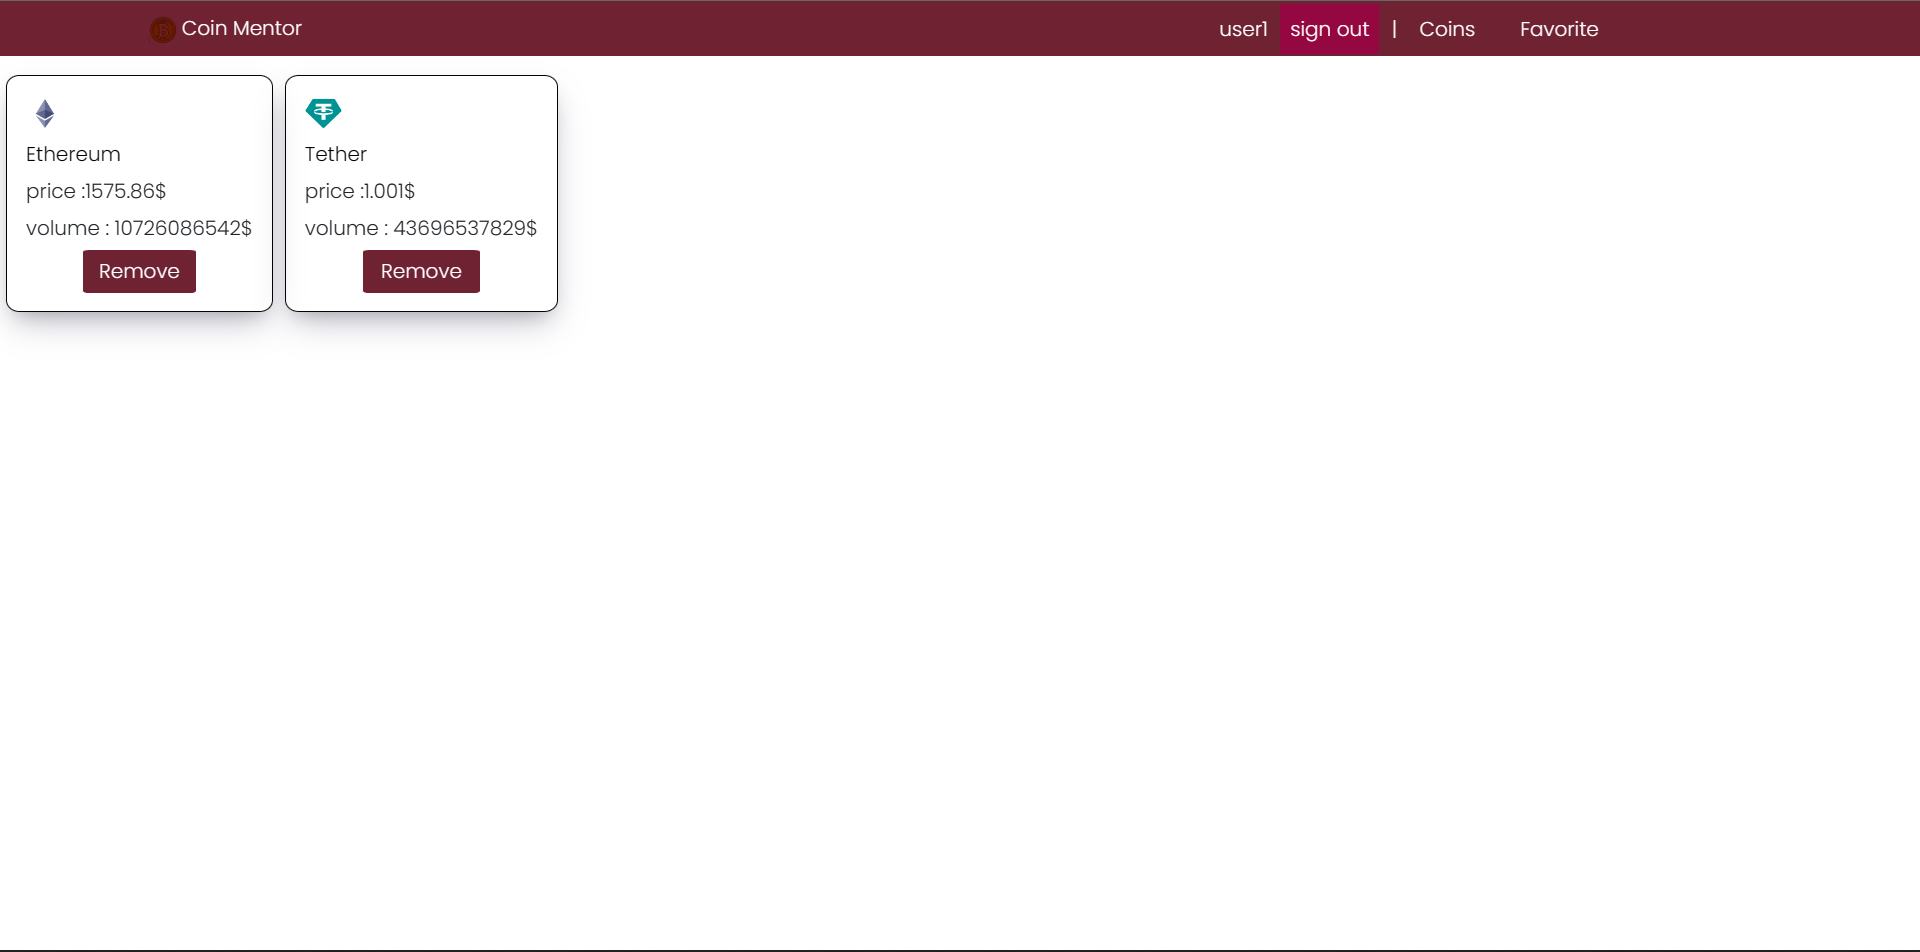 Coin Mentor
user1 sign out | Coins Favorite
Ethereum
price :1575.86$
volume : 10726086542$
Remove
Tether
price :1.001$
volume : 43696537829$
Remove